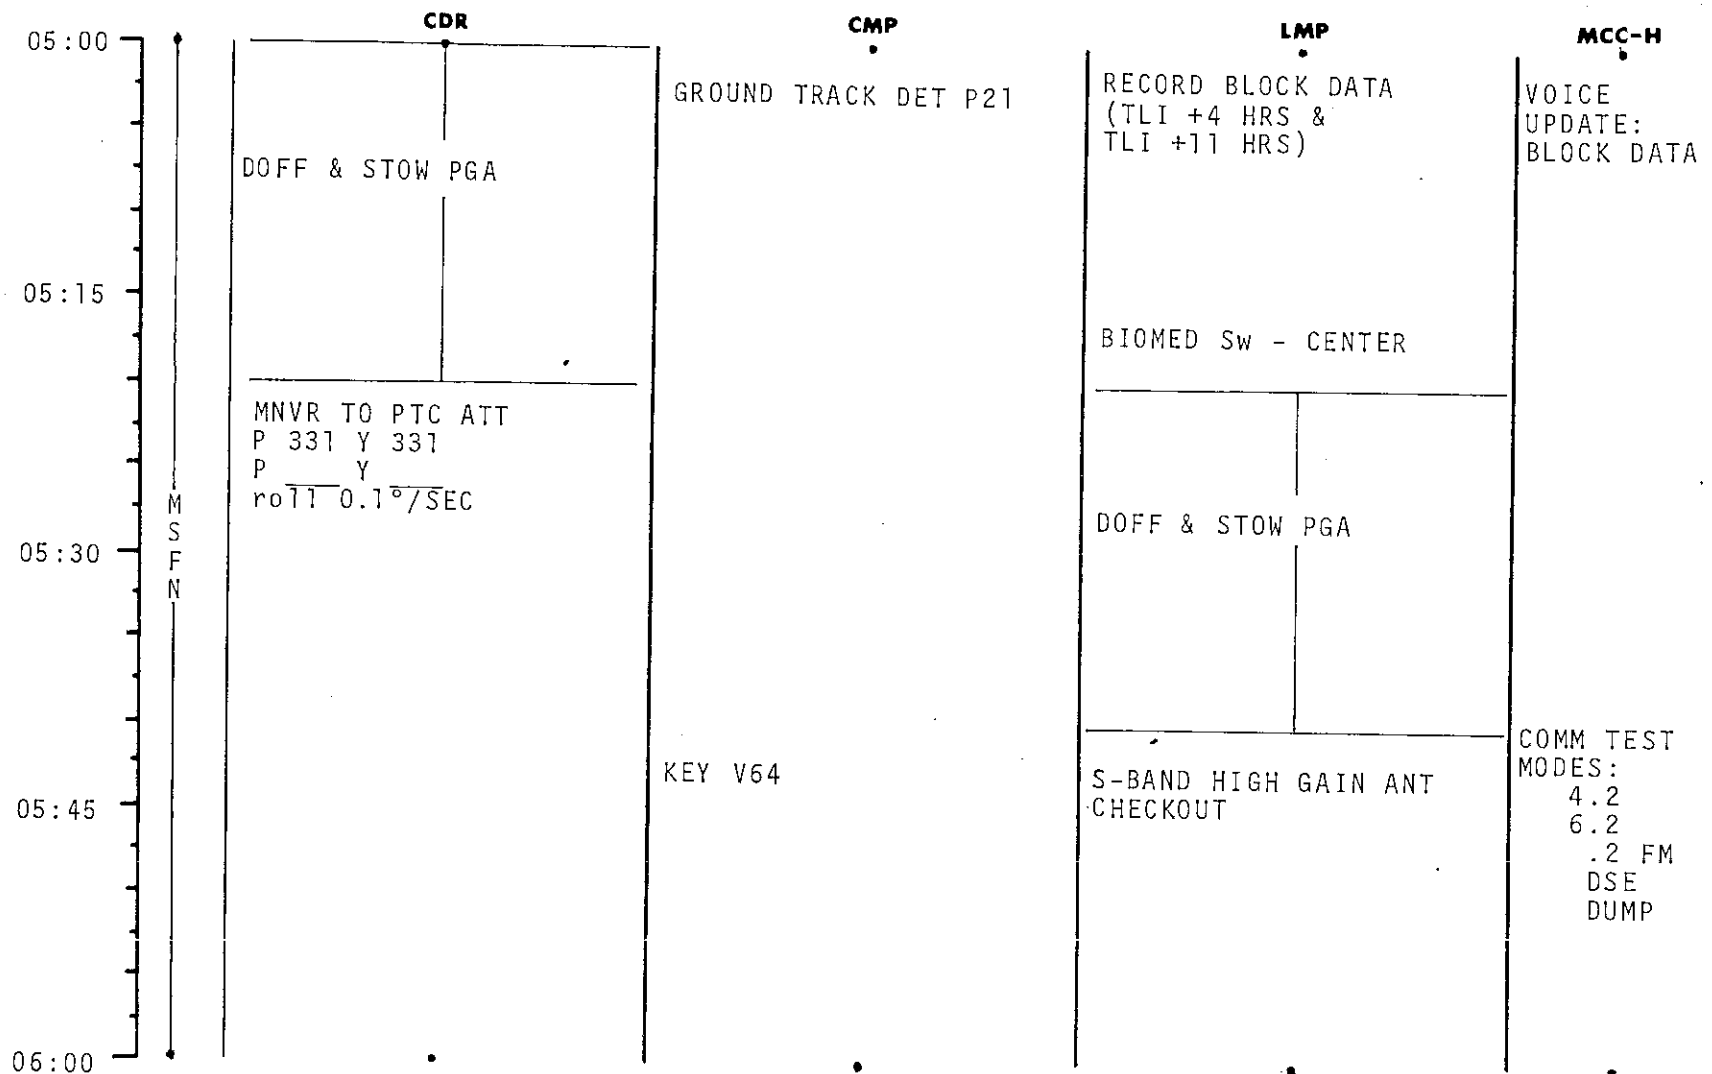 CDR
CMP
LMP
MCC-H
05:00
05:15
05:30
05:45
06:00
MSFN
DOFF & STOW PGA
MNVR TO PTC ATT
P 331 Y 331
P ___ Y ___
roll 0.1°/SEC
GROUND TRACK DET P21
KEY V64
RECORD BLOCK DATA
(TLI +4 HRS &
TLI +11 HRS)
BIOMED Sw - CENTER
DOFF & STOW PGA
S-BAND HIGH GAIN ANT
CHECKOUT
VOICE
UPDATE:
BLOCK DATA
COMM TEST
MODES:
4.2
6.2
.2 FM
DSE
DUMP